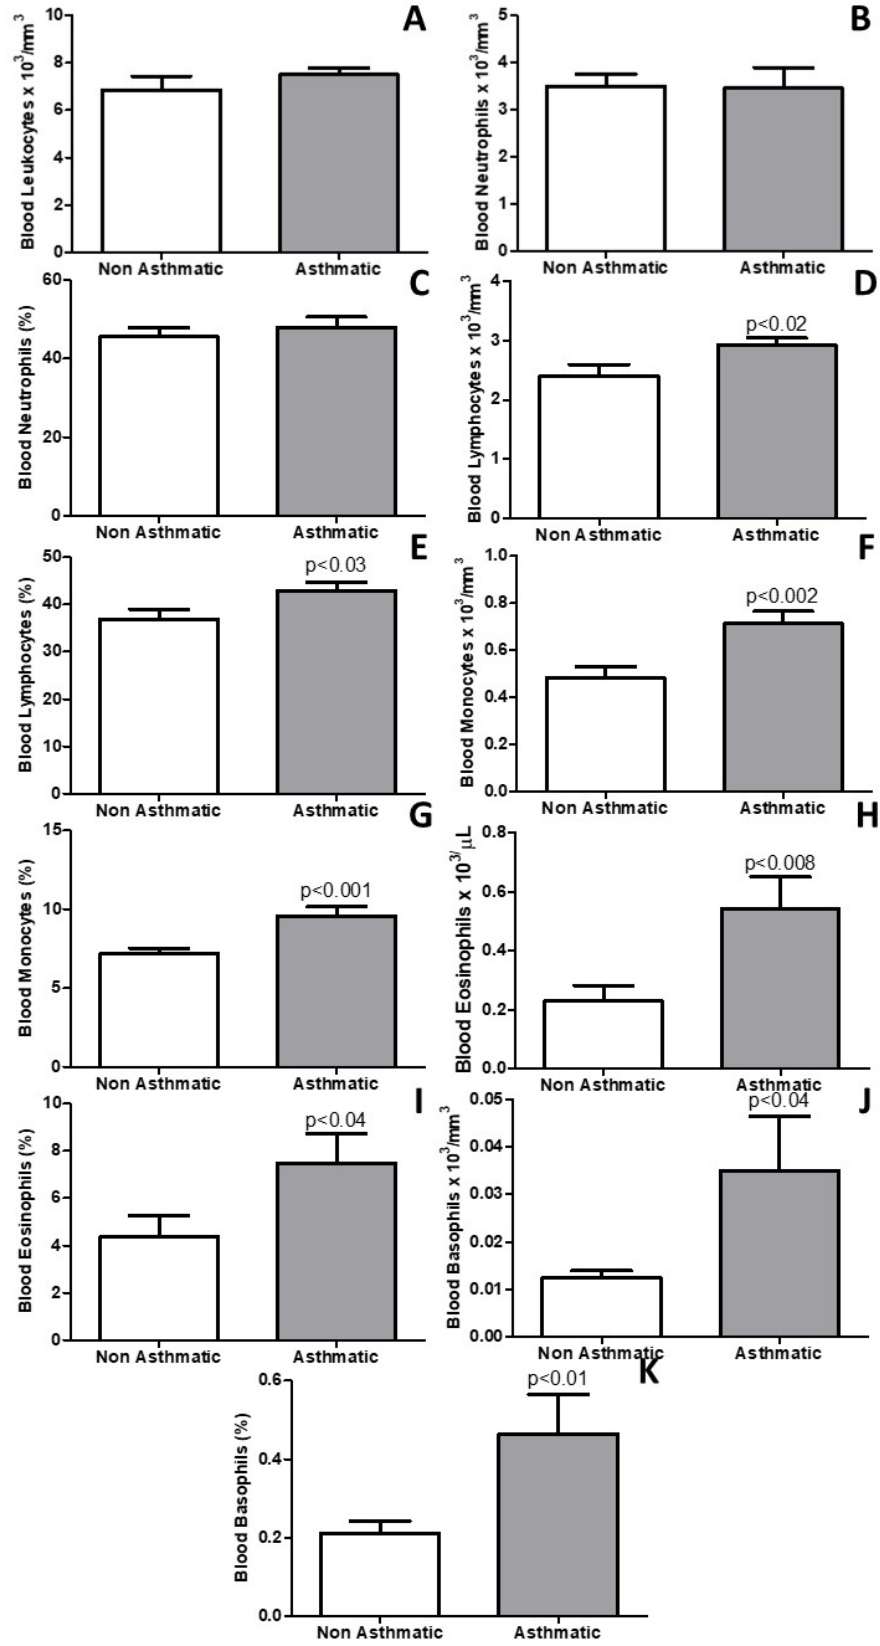 A
Blood Leukocytes x 10³/mm³
10
8
6
4
2
0
Non Asthmatic Asthmatic
B
Blood Neutrophils x 10³/mm³
5
4
3
2
1
0
Non Asthmatic Asthmatic
C
Blood Neutrophils (%)
60
40
20
0
Non Asthmatic Asthmatic
D
Blood Lymphocytes x 10³/mm³
4
3
2
1
0
p<0.02
Non Asthmatic Asthmatic
E
Blood Lymphocytes (%)
50
40
30
20
10
0
p<0.03
Non Asthmatic Asthmatic
F
Blood Monocytes x 10³/mm³
1.0
0.8
0.6
0.4
0.2
0.0
p<0.002
Non Asthmatic Asthmatic
G
Blood Monocytes (%)
15
10
5
0
p<0.001
Non Asthmatic Asthmatic
H
Blood Eosinophils x 10³/μL
0.8
0.6
0.4
0.2
0.0
p<0.008
Non Asthmatic Asthmatic
I
Blood Eosinophils (%)
10
8
6
4
2
0
p<0.04
Non Asthmatic Asthmatic
J
Blood Basophils x 10³/mm³
0.05
0.04
0.03
0.02
0.01
0.00
p<0.04
Non Asthmatic Asthmatic
K
Blood Basophils (%)
0.6
0.4
0.2
0.0
p<0.01
Non Asthmatic Asthmatic